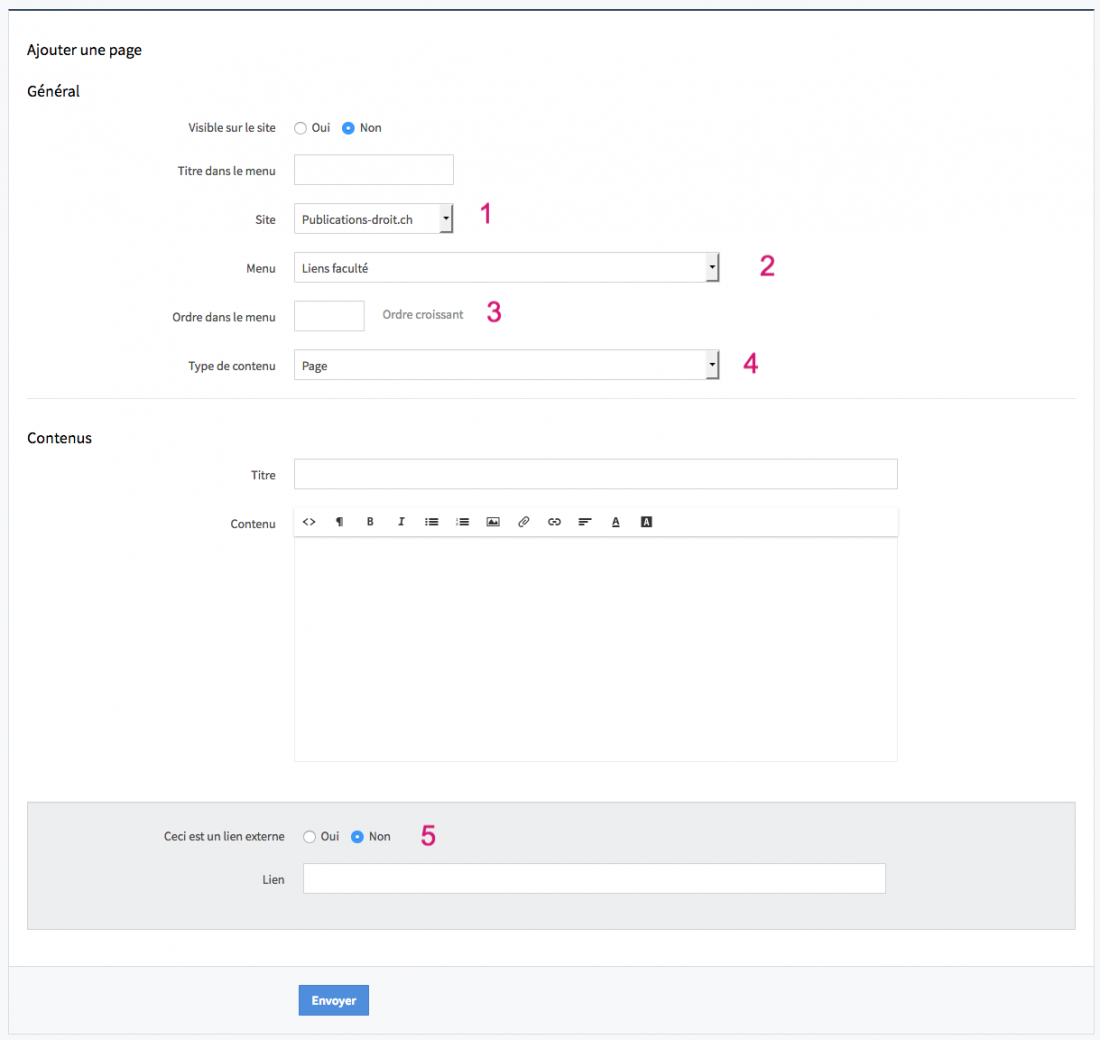 Ajouter une page
Général
Visible sur le site Oui Non
Titre dans le menu
Site Publications-droit.ch 1
Menu Liens faculté 2
Ordre dans le menu Ordre croissant 3
Type de contenu Page 4
Contenus
Titre
Contenu <> ¶ B I A A
Ceci est un lien externe Oui Non 5
Lien
Envoyer